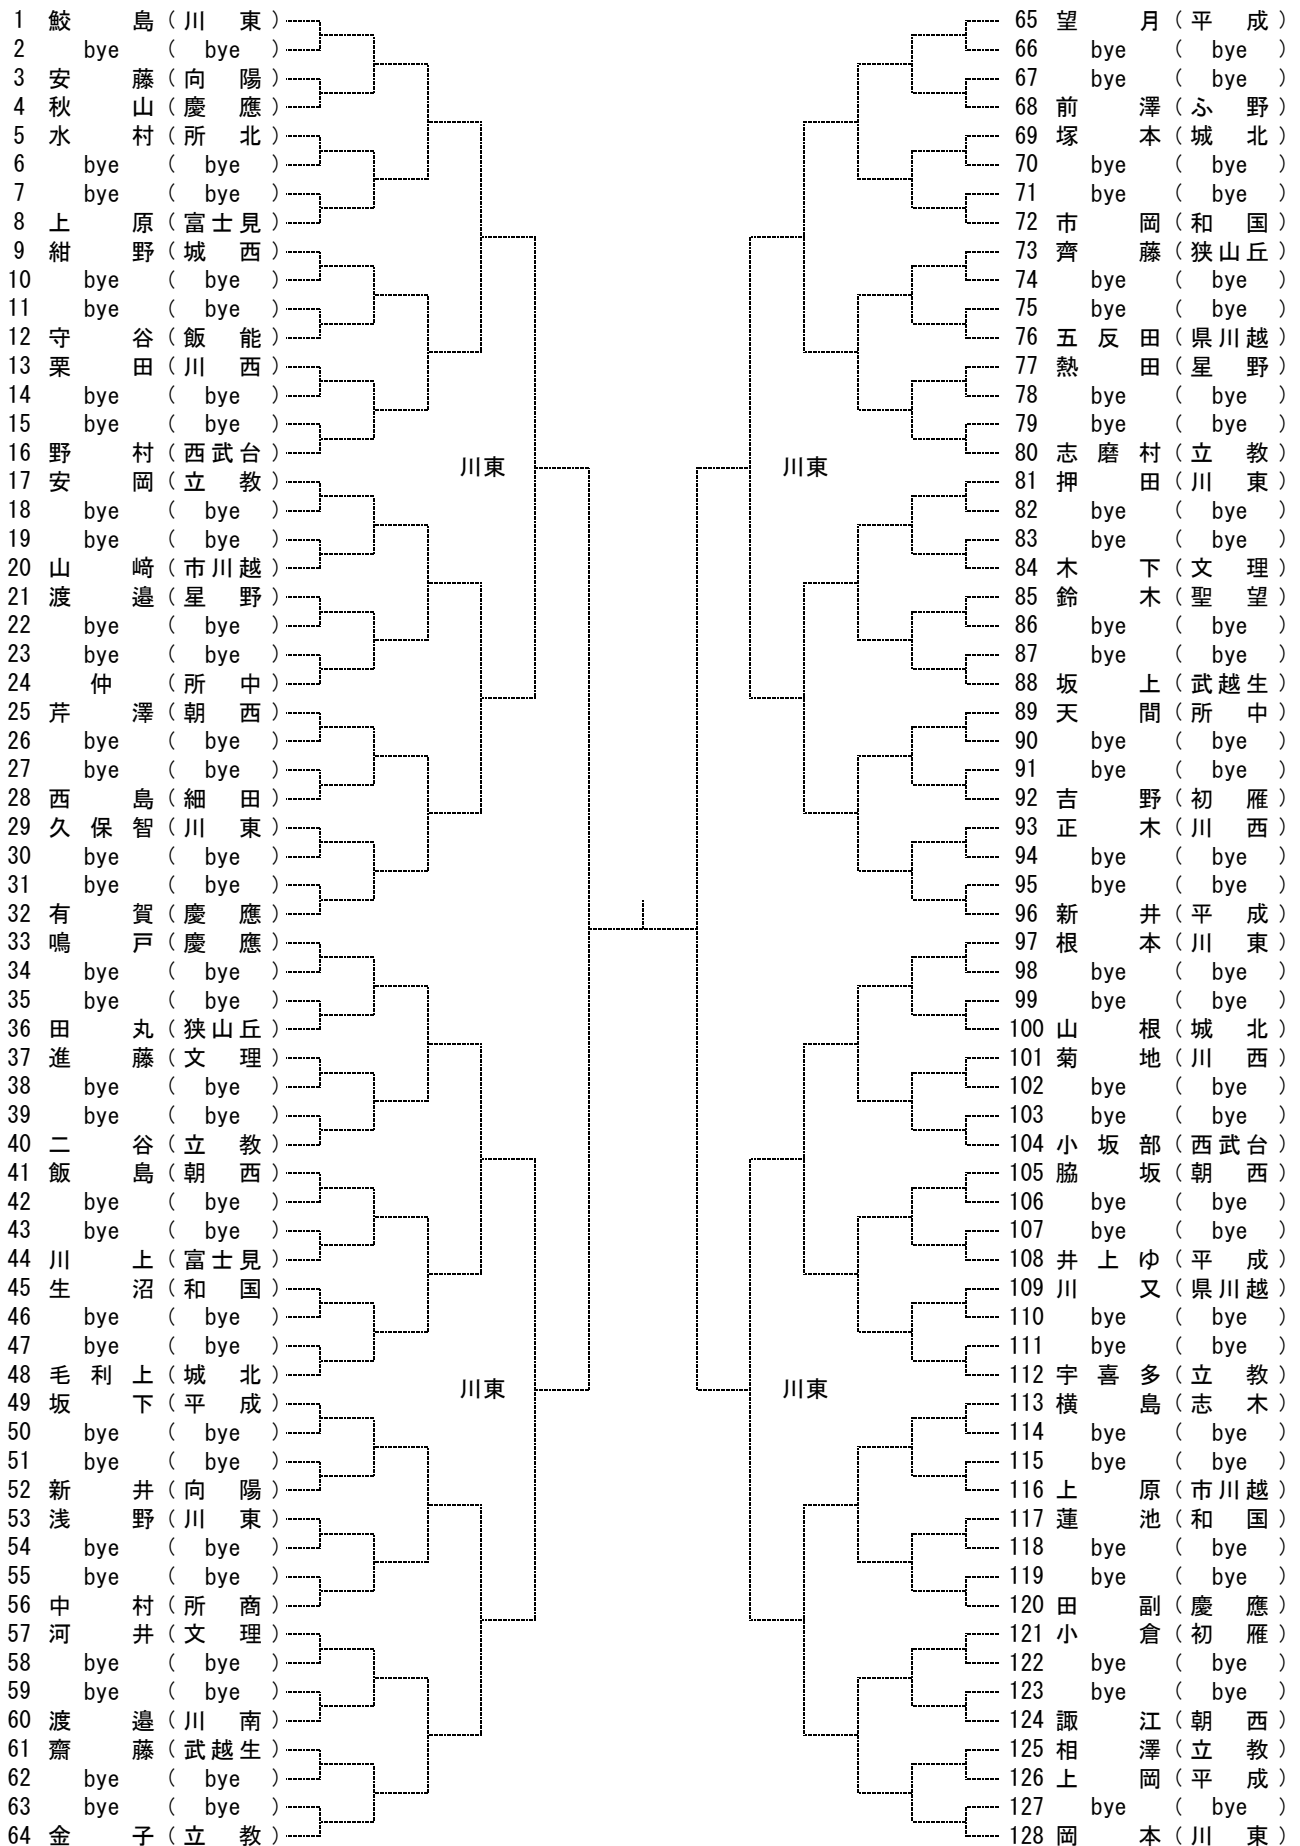 1 鮫島（川東）
2 bye（bye）
3 安藤（向陽）
4 秋山（慶應）
5 水村（所北）
6 bye（bye）
7 bye（bye）
8 上原（富士見）
9 紺野（城西）
10 bye（bye）
11 bye（bye）
12 守谷（飯能）
13 栗田（川西）
14 bye（bye）
15 bye（bye）
16 野村（西武台）
川東
17 安岡（立教）
18 bye（bye）
19 bye（bye）
20 山﨑（市川越）
21 渡邉（星野）
22 bye（bye）
23 bye（bye）
24 仲（所中）
25 芹澤（朝西）
26 bye（bye）
27 bye（bye）
28 西島（細田）
29 久保智（川東）
30 bye（bye）
31 bye（bye）
32 有賀（慶應）
33 鳴戸（慶應）
34 bye（bye）
35 bye（bye）
36 田丸（狭山丘）
37 進藤（文理）
38 bye（bye）
39 bye（bye）
40 二谷（立教）
41 飯島（朝西）
42 bye（bye）
43 bye（bye）
44 川上（富士見）
45 生沼（和国）
46 bye（bye）
47 bye（bye）
48 毛利上（城北）
川東
49 坂下（平成）
50 bye（bye）
51 bye（bye）
52 新井（向陽）
53 浅野（川東）
54 bye（bye）
55 bye（bye）
56 中村（所商）
57 河井（文理）
58 bye（bye）
59 bye（bye）
60 渡邉（川南）
61 齋藤（武越生）
62 bye（bye）
63 bye（bye）
64 金子（立教）
65 望月（平成）
66 bye（bye）
67 bye（bye）
68 前澤（ふ野）
69 塚本（城北）
70 bye（bye）
71 bye（bye）
72 市岡（和国）
73 齊藤（狭山丘）
74 bye（bye）
75 bye（bye）
76 五反田（県川越）
77 熱田（星野）
78 bye（bye）
79 bye（bye）
80 志磨村（立教）
川東
81 押田（川東）
82 bye（bye）
83 bye（bye）
84 木下（文理）
85 鈴木（聖望）
86 bye（bye）
87 bye（bye）
88 坂上（武越生）
89 天間（所中）
90 bye（bye）
91 bye（bye）
92 吉野（初雁）
93 正木（川西）
94 bye（bye）
95 bye（bye）
96 新井（平成）
97 根本（川東）
98 bye（bye）
99 bye（bye）
100 山根（城北）
101 菊地（川西）
102 bye（bye）
103 bye（bye）
104 小坂部（西武台）
105 脇坂（朝西）
106 bye（bye）
107 bye（bye）
108 井上ゆ（平成）
109 川又（県川越）
110 bye（bye）
111 bye（bye）
112 宇喜多（立教）
川東
113 横島（志木）
114 bye（bye）
115 bye（bye）
116 上原（市川越）
117 蓮池（和国）
118 bye（bye）
119 bye（bye）
120 田副（慶應）
121 小倉（初雁）
122 bye（bye）
123 bye（bye）
124 諏江（朝西）
125 相澤（立教）
126 上岡（平成）
127 bye（bye）
128 岡本（川東）